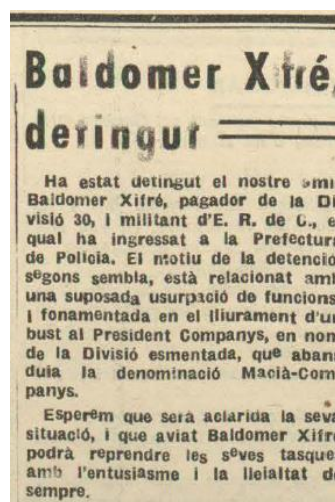 Baldomer Xifré,
detingut
Ha estat detingut el nostre ami
Baldomer Xifré, pagador de la Di
visió 30, i militant d'E. R. de C., e
qual ha ingressat a la Prefectura
de Policia. El motiu de la detenció
segons sembla, està relacionat amb
una suposada usurpació de funcions
i fonamentada en el lliurament d'un
bust al President Companys, en nom
de la Divisió esmentada, que abans
duia la denominació Macià-Com
panys.
Esperem que serà aclarida la seva
situació, i que aviat Baldomer Xifré
podrà reprendre les seves tasques
amb l'entusiasme i la lleialtat de
sempre.